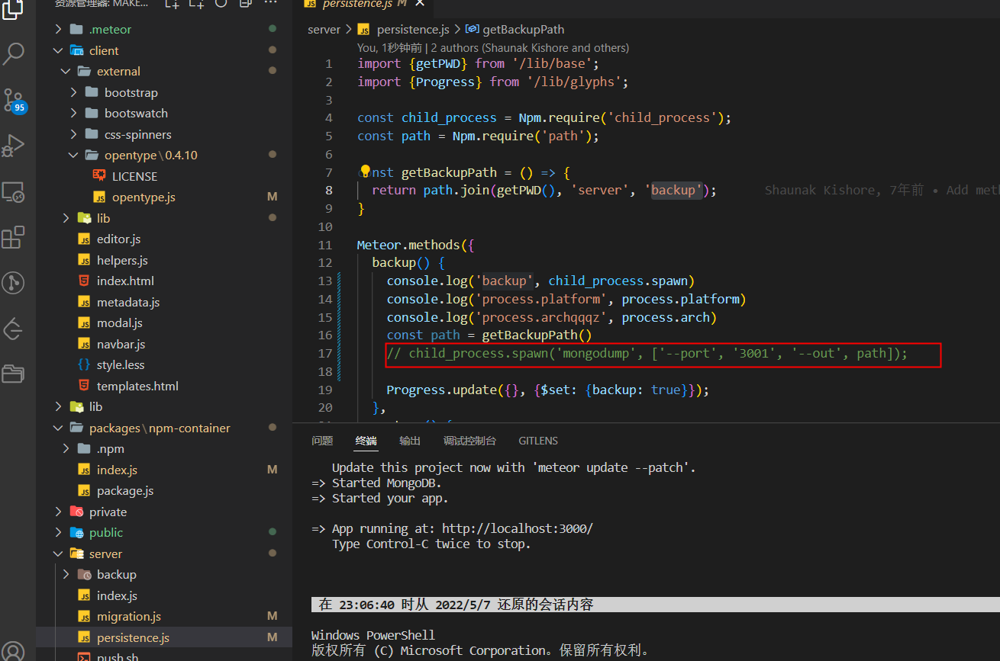 资源管理器: MAKE...
.meteor
client
external
bootstrap
bootswatch
css-spinners
opentype\0.4.10
LICENSE
opentype.js M
lib
editor.js
helpers.js
index.html
metadata.js
modal.js
navbar.js
style.less
templates.html
lib
packages\npm-container
.npm
index.js M
package.js
private
public
server
backup
index.js
migration.js M
persistence.js M
push.sh
95
JS persistence.js M
server > JS persistence.js > getBackupPath
You, 1秒钟前 | 2 authors (Shaunak Kishore and others)
1 import {getPWD} from '/lib/base';
2 import {Progress} from '/lib/glyphs';
3
4 const child_process = Npm.require('child_process');
5 const path = Npm.require('path');
6
7 nst getBackupPath = () => {
8 return path.join(getPWD(), 'server', 'backup'); Shaunak Kishore, 7年前 • Add meth
9 }
10
11 Meteor.methods({
12 backup() {
13 console.log('backup', child_process.spawn)
14 console.log('process.platform', process.platform)
15 console.log('process.archqqqz', process.arch)
16 const path = getBackupPath()
17 // child_process.spawn('mongodump', ['--port', '3001', '--out', path]);
18
19 Progress.update({}, {$set: {backup: true}});
20 },
问题 终端 输出 调试控制台 GITLENS
Update this project now with 'meteor update --patch'.
=> Started MongoDB.
=> Started your app.
=> App running at: http://localhost:3000/
Type Control-C twice to stop.
在 23:06:40 时从 2022/5/7 还原的会话内容
Windows PowerShell
版权所有 (C) Microsoft Corporation。保留所有权利。